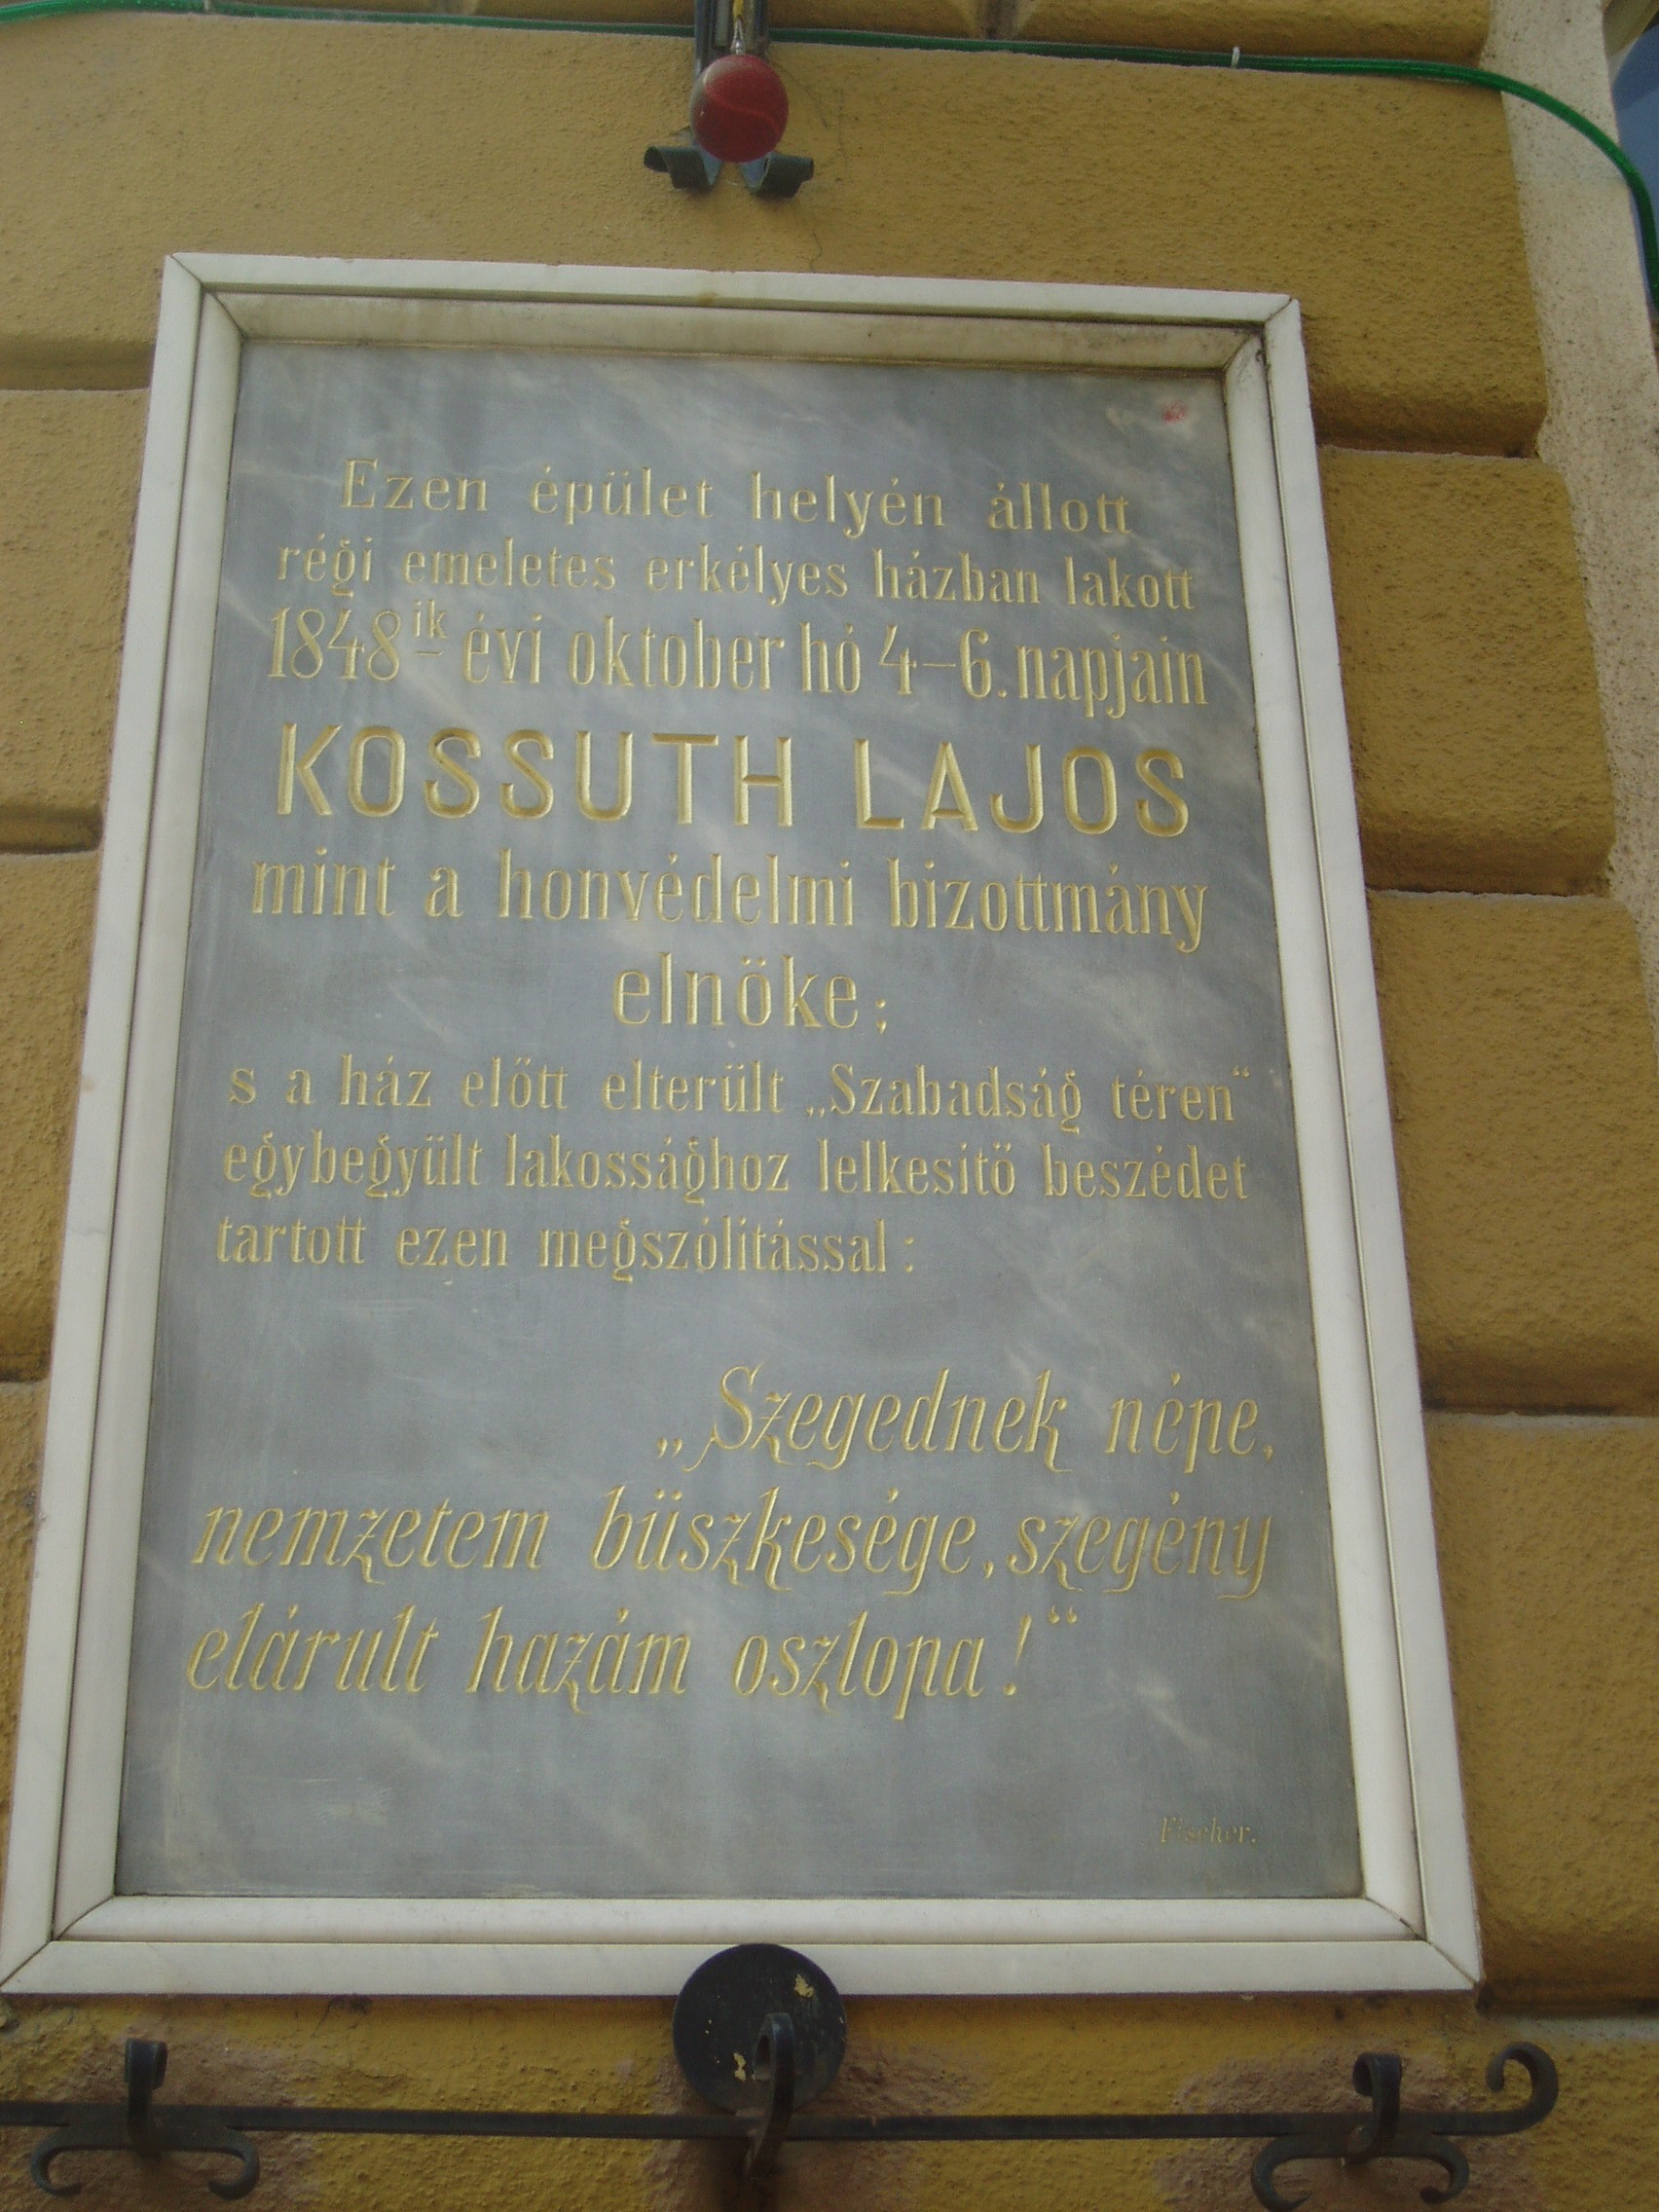 Ezen épület helyén állott
régi emeletes erkélyes házban lakott
1848ik évi oktober hó 4–6. napjain
KOSSUTH LAJOS
mint a honvédelmi bizottmány
elnöke;
s a ház előtt elterült „Szabadság téren“
egybegyült lakossághoz lelkesitö beszédet
tartott ezen megszólitással:
„Szegednek népe,
nemzetem büszkesége, szegény
elárult hazám oszlopa!“
Fischer.